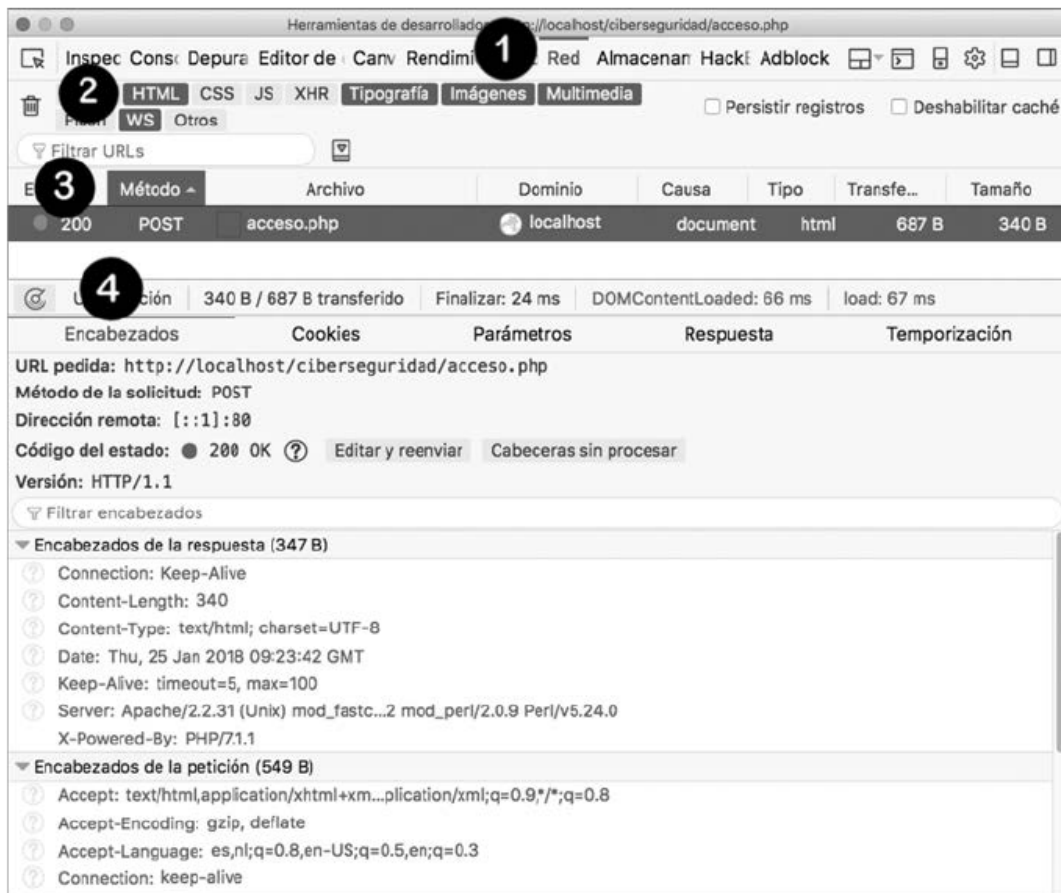 Herramientas de desarrollado //localhost/ciberseguridad/acceso.php
1
Inspec Cons Depura Editor de Canv Rendimi Red Almacenan HackE Adblock
2
HTML CSS JS XHR Tipografía Imágenes Multimedia
Persistir registros Deshabilitar caché
WS Otros
Filtrar URLs
3
E Método Archivo Dominio Causa Tipo Transfe... Tamaño
200 POST acceso.php localhost document html 687 B 340 B
4
U ción 340 B / 687 B transferido Finalizar: 24 ms DOMContentLoaded: 66 ms load: 67 ms
Encabezados Cookies Parámetros Respuesta Temporización
URL pedida: http://localhost/ciberseguridad/acceso.php
Método de la solicitud: POST
Dirección remota: [::1]:80
Código del estado: 200 OK ? Editar y reenviar Cabeceras sin procesar
Versión: HTTP/1.1
Filtrar encabezados
Encabezados de la respuesta (347 B)
? Connection: Keep-Alive
? Content-Length: 340
? Content-Type: text/html; charset=UTF-8
? Date: Thu, 25 Jan 2018 09:23:42 GMT
? Keep-Alive: timeout=5, max=100
? Server: Apache/2.2.31 (Unix) mod_fastc...2 mod_perl/2.0.9 Perl/v5.24.0
X-Powered-By: PHP/7.1.1
Encabezados de la petición (549 B)
? Accept: text/html,application/xhtml+xm...plication/xml;q=0.9,*/*;q=0.8
? Accept-Encoding: gzip, deflate
? Accept-Language: es,nl;q=0.8,en-US;q=0.5,en;q=0.3
? Connection: keep-alive